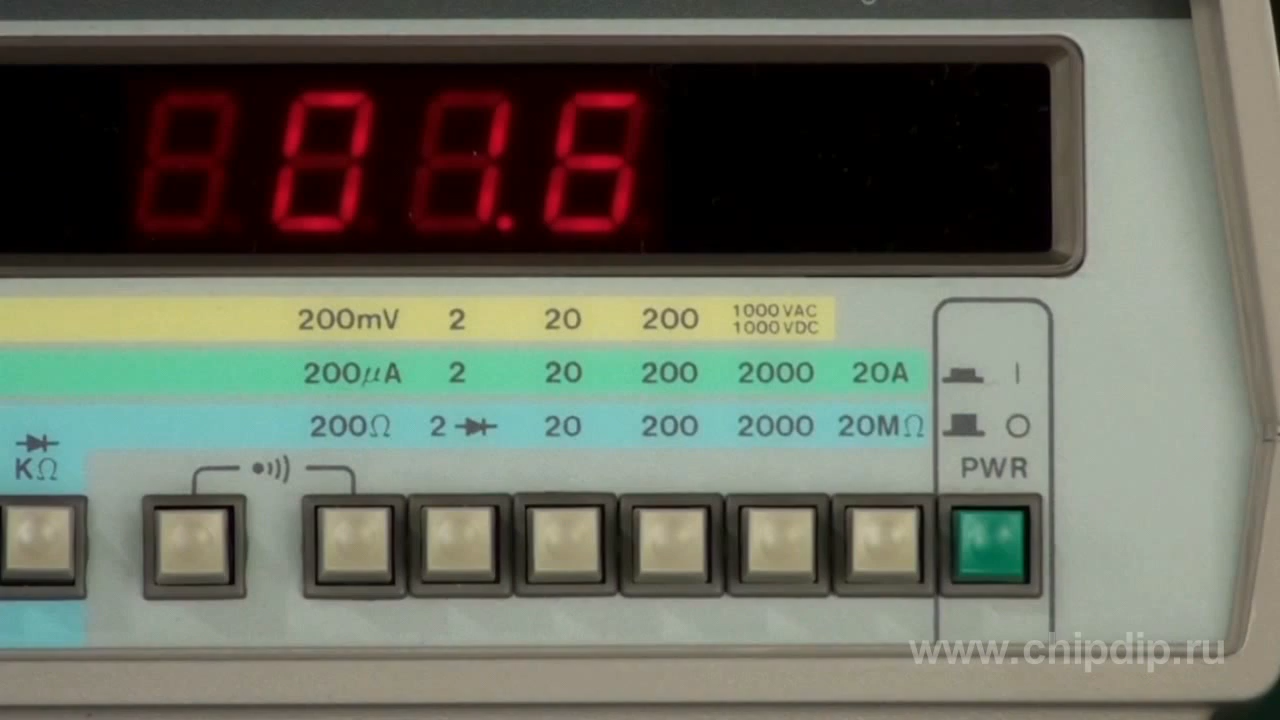 01.6
200mV 2 20 200 1000 VAC
1000 VDC
200µA 2 20 200 2000 20A
200Ω 2 20 200 2000 20MΩ
KΩ
PWR
www.chipdip.ru